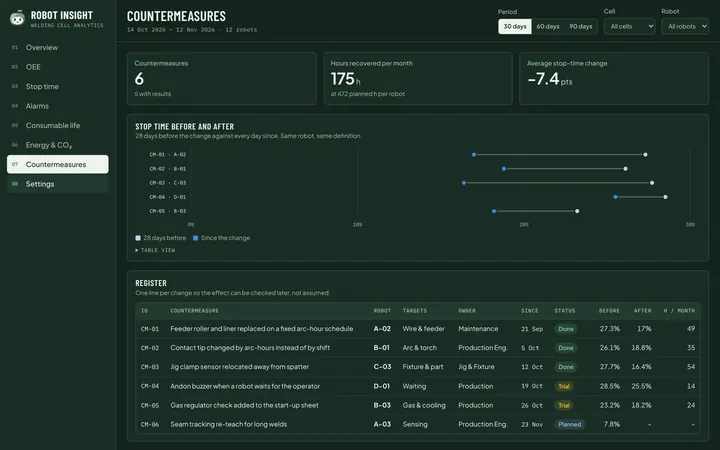 ROBOT INSIGHT
WELDING CELL ANALYTICS
01 Overview
02 OEE
03 Stop time
04 Alarms
05 Consumable life
06 Energy & CO₂
07 Countermeasures
08 Settings
COUNTERMEASURES
14 Oct 2026 - 12 Nov 2026 · 12 robots
Period
30 days 60 days 90 days
Cell
All cells
Robot
All robots
Countermeasures
6
5 with results
Hours recovered per month
175 h
at 472 planned h per robot
Average stop-time change
-7.4 pts
STOP TIME BEFORE AND AFTER
28 days before the change against every day since. Same robot, same definition.
CM-01 · A-02
CM-02 · B-01
CM-03 · C-03
CM-04 · D-01
CM-05 · B-03
0% 10% 20% 30%
28 days before Since the change
TABLE VIEW
REGISTER
One line per change so the effect can be checked later, not assumed.
ID COUNTERMEASURE ROBOT TARGETS OWNER SINCE STATUS BEFORE AFTER H / MONTH
CM-01 Feeder roller and liner replaced on a fixed arc-hour schedule A-02 Wire & feeder Maintenance 21 Sep Done 27.3% 17% 49
CM-02 Contact tip changed by arc-hours instead of by shift B-01 Arc & torch Production Eng. 5 Oct Done 26.1% 18.8% 35
CM-03 Jig clamp sensor relocated away from spatter C-03 Fixture & part Jig & Fixture 12 Oct Done 27.7% 16.4% 54
CM-04 Andon buzzer when a robot waits for the operator D-01 Waiting Production 19 Oct Trial 28.5% 25.5% 14
CM-05 Gas regulator check added to the start-up sheet B-03 Gas & cooling Production 26 Oct Trial 23.2% 18.2% 24
CM-06 Seam tracking re-teach for long welds A-03 Sensing Production Eng. 23 Nov Planned 7.8% – –